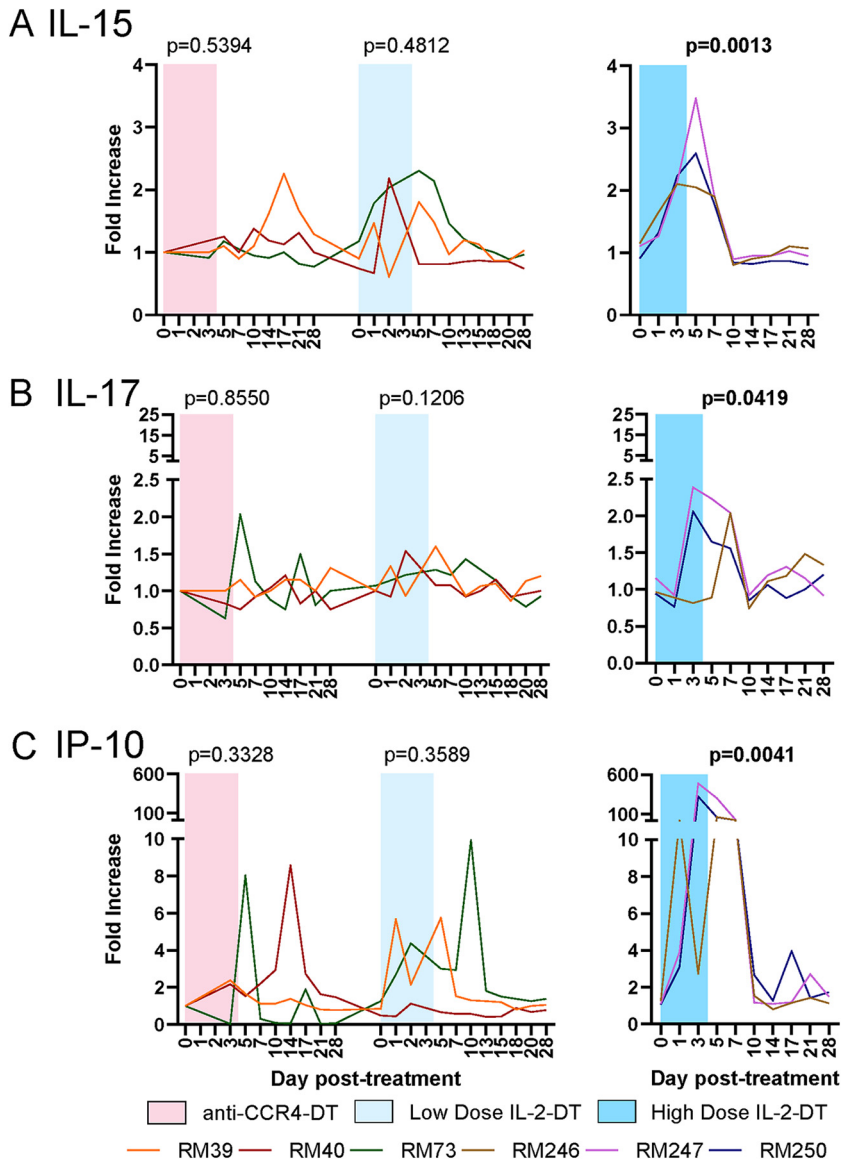 A IL-15
p=0.5394 p=0.4812 p=0.0013
Fold Increase
4 3 2 1 0
0 1 2 3 5 7 10 14 17 21 28 0 1 2 3 5 7 10 13 15 18 20 28
4 3 2 1 0
0 1 3 5 7 10 14 17 21 28
B IL-17
p=0.8550 p=0.1206 p=0.0419
Fold Increase
25 15 5 2.5 2.0 1.5 1.0 0.5 0.0
0 1 2 3 5 7 10 14 17 21 28 0 1 2 3 5 7 10 13 15 18 20 28
25 15 5 2.5 2.0 1.5 1.0 0.5 0.0
0 1 3 5 7 10 14 17 21 28
C IP-10
p=0.3328 p=0.3589 p=0.0041
Fold Increase
600 100 10 8 6 4 2 0
0 1 2 3 5 7 10 14 17 21 28 0 1 2 3 5 7 10 13 15 18 20 28
600 100 10 8 6 4 2 0
0 1 3 5 7 10 14 17 21 28
Day post-treatment Day post-treatment
anti-CCR4-DT Low Dose IL-2-DT High Dose IL-2-DT
RM39 RM40 RM73 RM246 RM247 RM250